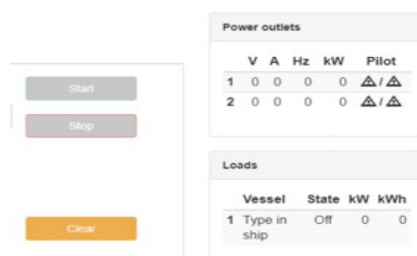 Start
Stop
Clear
Power outlets
V A Hz kW Pilot
1 0 0 0 0 /
2 0 0 0 0 /
Loads
Vessel State kW kWh
1 Type in ship Off 0 0